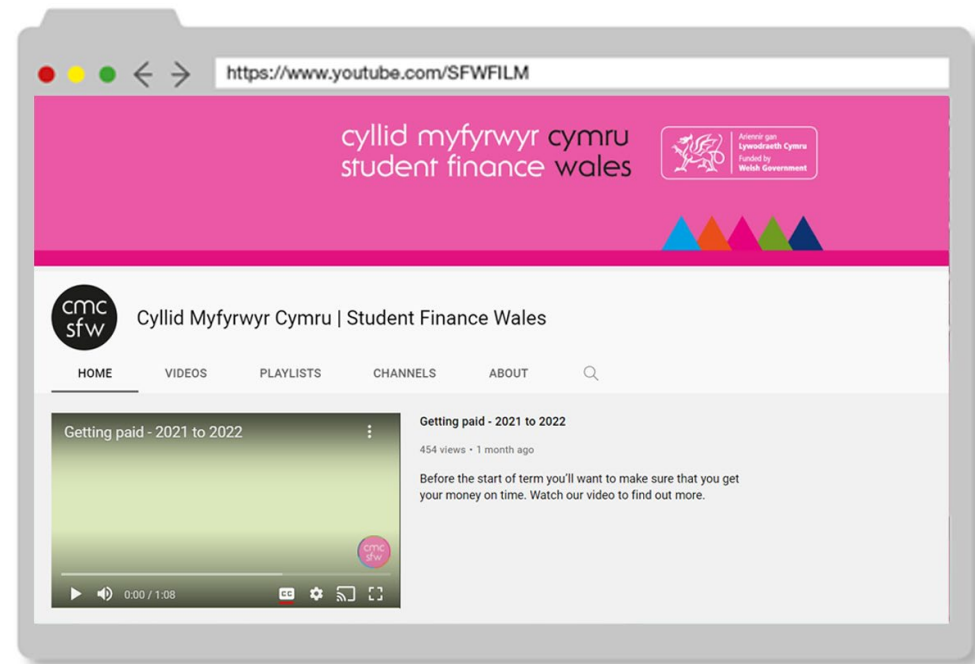 https://www.youtube.com/SFWFILM
cyllid myfyrwyr cymru
student finance wales
Ariennir gan
Lywodraeth Cymru
Funded by
Welsh Government
cmc
sfw
Cyllid Myfyrwyr Cymru | Student Finance Wales
HOME VIDEOS PLAYLISTS CHANNELS ABOUT
Getting paid - 2021 to 2022
cmc
sfw
0:00 / 1:08
CC
Getting paid - 2021 to 2022
454 views • 1 month ago
Before the start of term you'll want to make sure that you get
your money on time. Watch our video to find out more.